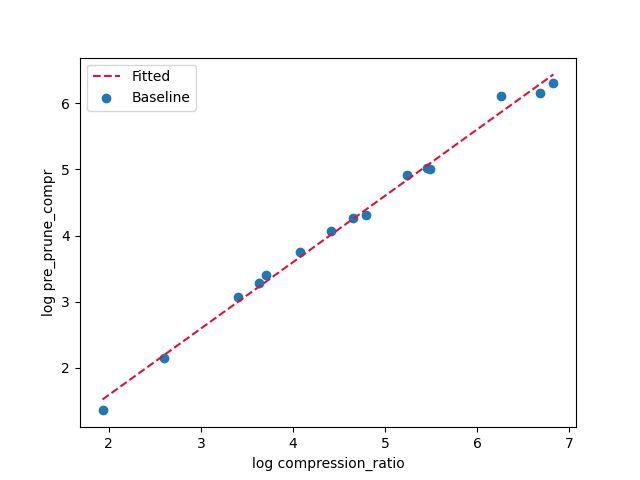 Fitted
Baseline
log pre_prune_compr
6
5
4
3
2
2 3 4 5 6 7
log compression_ratio